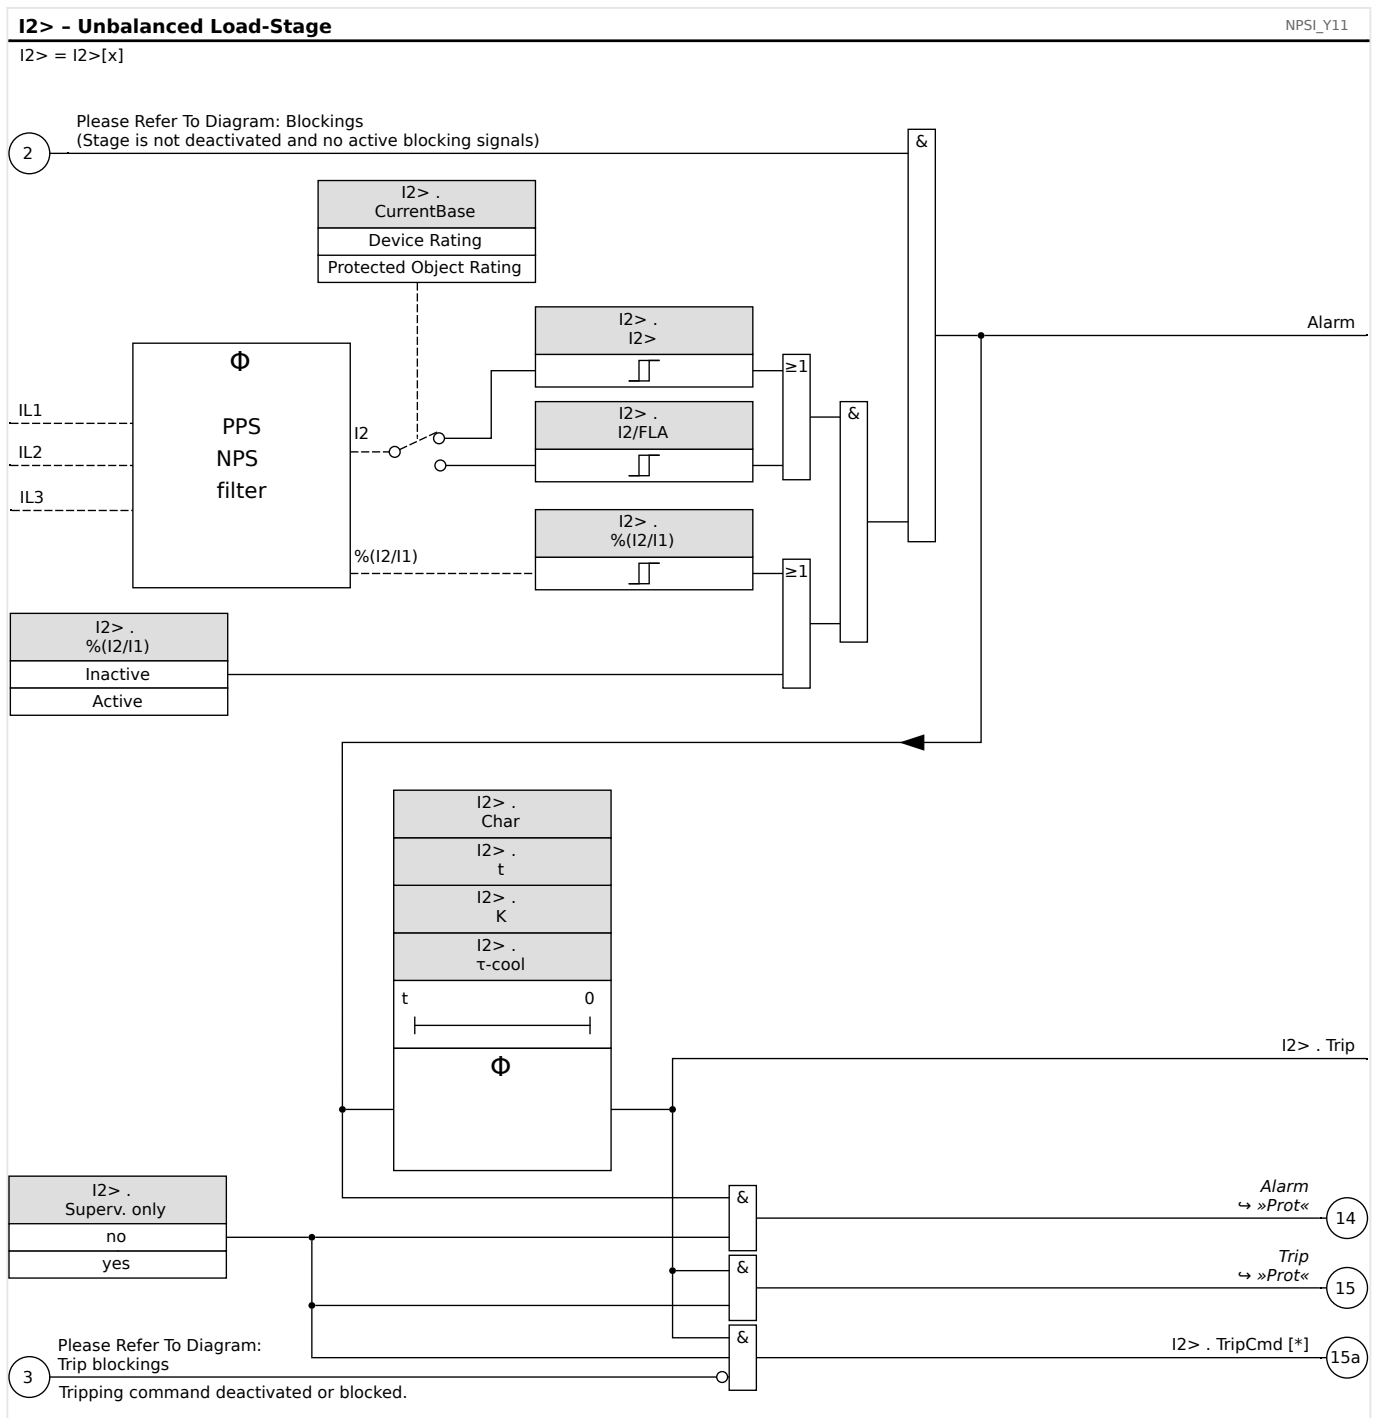 I2> – Unbalanced Load-Stage
NPSI_Y11
I2> = I2>[x]
Please Refer To Diagram: Blockings
(Stage is not deactivated and no active blocking signals)
2
&
I2> .
CurrentBase
Device Rating
Protected Object Rating
I2> .
I2>
Alarm
Φ
PPS
NPS
filter
IL1
IL2
IL3
I2
≥1
I2> .
I2/FLA
&
I2> .
%(I2/I1)
%(I2/I1)
≥1
I2> .
%(I2/I1)
Inactive
Active
I2> .
Char
I2> .
t
I2> .
K
I2> .
τ-cool
t 0
Φ
I2> . Trip
I2> .
Superv. only
no
yes
&
Alarm
↪ »Prot«
14
&
Trip
↪ »Prot«
15
&
I2> . TripCmd [*]
15a
Please Refer To Diagram:
Trip blockings
3
Tripping command deactivated or blocked.